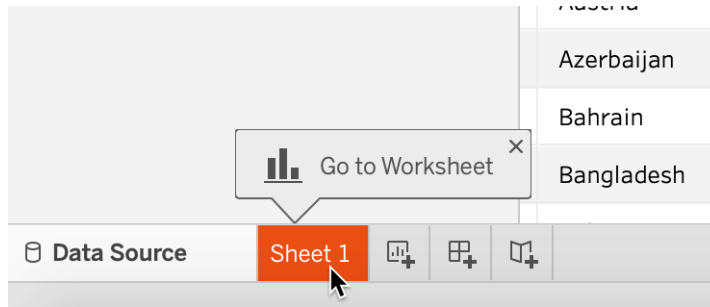 Azerbaijan
Bahrain
Go to Worksheet
Bangladesh
Data Source
Sheet 1